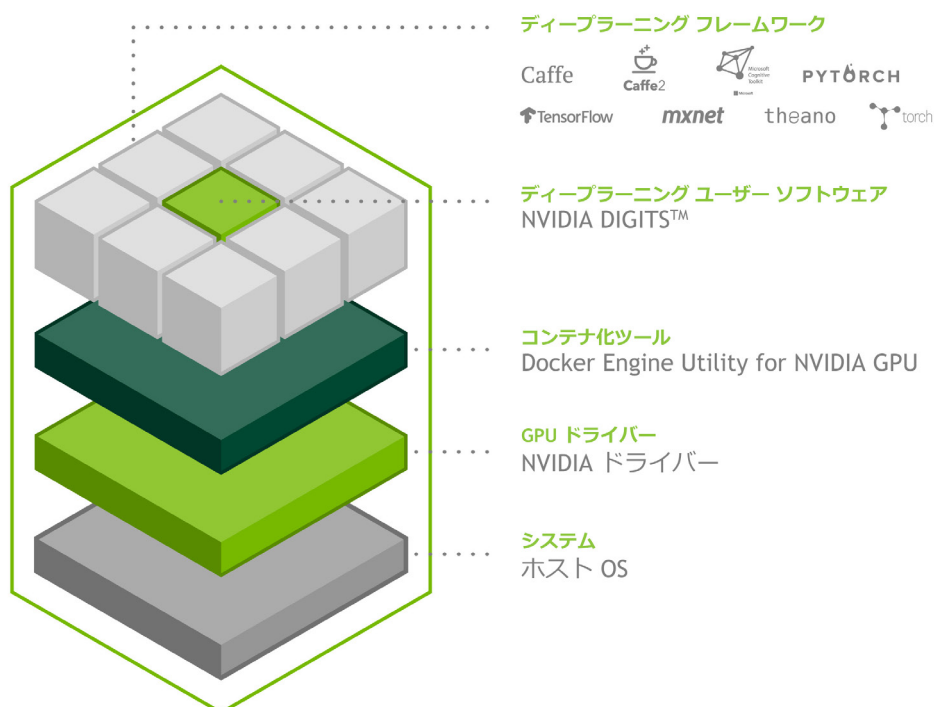 ディープラーニング フレームワーク
Caffe
Caffe2
Microsoft
Cognitive
Toolkit
Microsoft
PYTORCH
TensorFlow
mxnet
theano
torch
ディープラーニング ユーザー ソフトウェア
NVIDIA DIGITS™
コンテナ化ツール
Docker Engine Utility for NVIDIA GPU
GPU ドライバー
NVIDIA ドライバー
システム
ホスト OS